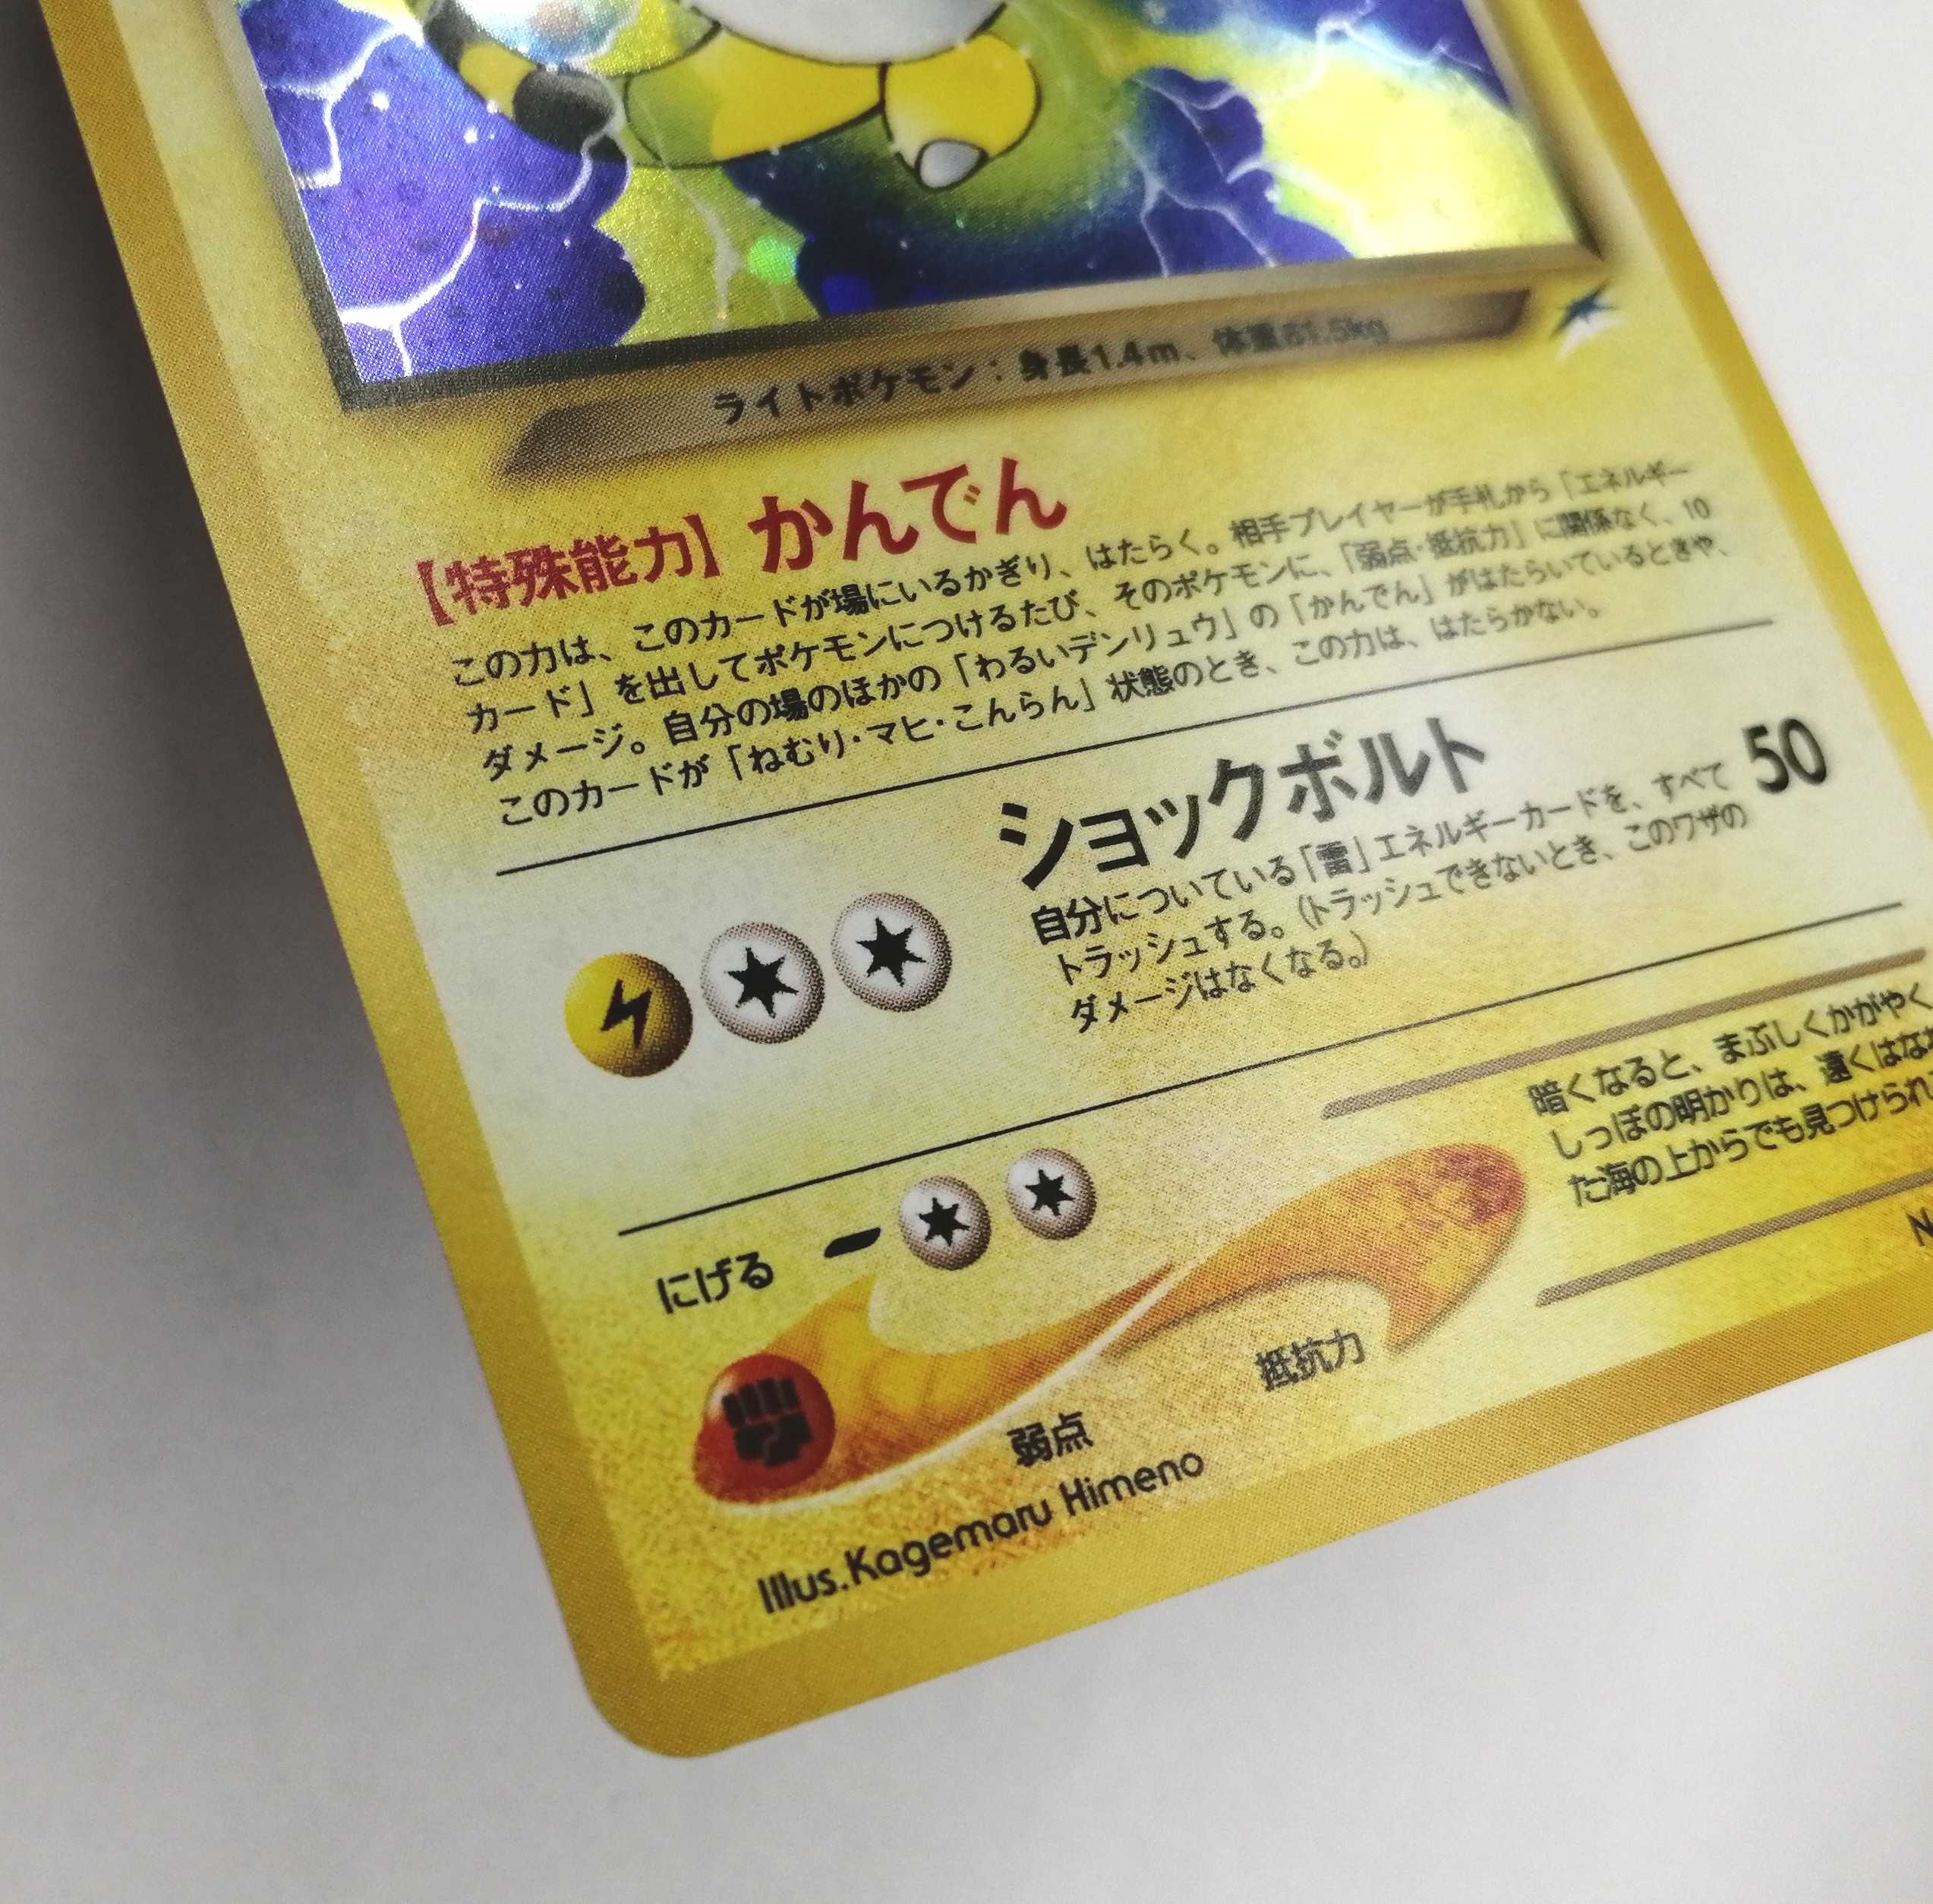 ライトポケモン：身長1.4m、体重61.5kg
【特殊能力】かんでん
この力は、このカードが場にいるかぎり、はたらく。相手プレイヤーが手札から「エネルギー
カード」を出してポケモンにつけるたび、そのポケモンに、「弱点・抵抗力」に関係なく、10
ダメージ。自分の場のほかの「わるいデンリュウ」の「かんでん」がはたらいているときや、
このカードが「ねむり・マヒ・こんらん」状態のとき、この力は、はたらかない。
ショックボルト 50
自分についている「雷」エネルギーカードを、すべて
トラッシュする。（トラッシュできないとき、このワザの
ダメージはなくなる。）
にげる －
弱点
抵抗力
暗くなると、まぶしくかがやく
しっぽの明かりは、遠くはな
た海の上からでも見つけられ
Illus.Kagemaru Himeno
N